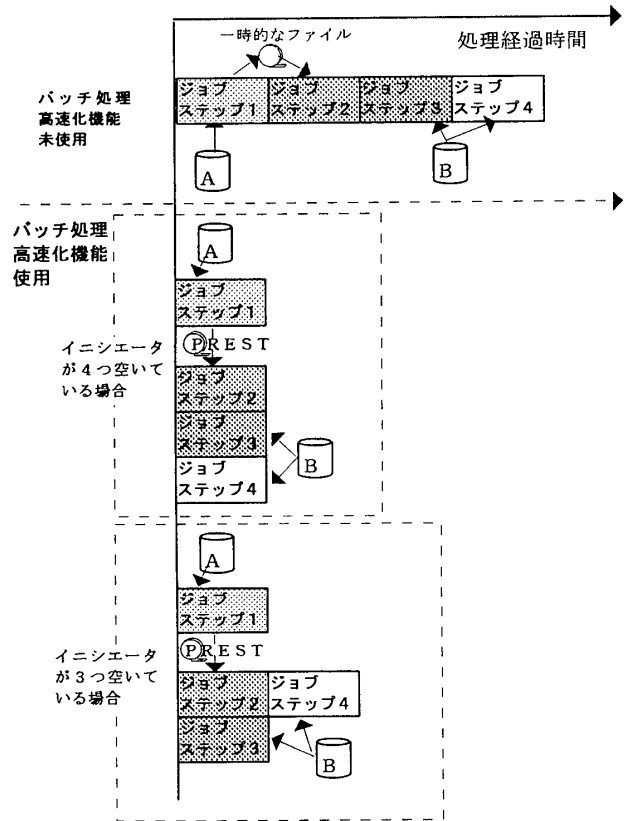 処理経過時間
一時的なファイル
バッチ処理
高速化機能
未使用
ジョブ
ステップ1
ジョブ
ステップ2
ジョブ
ステップ3
ジョブ
ステップ4
A
B
バッチ処理
高速化機能
使用
A
ジョブ
ステップ1
イニシエータ
が4つ空いて
いる場合
PREST
ジョブ
ステップ2
ジョブ
ステップ3
ジョブ
ステップ4
B
A
ジョブ
ステップ1
イニシエータ
が3つ空いて
いる場合
PREST
ジョブ
ステップ2
ジョブ
ステップ4
ジョブ
ステップ3
B